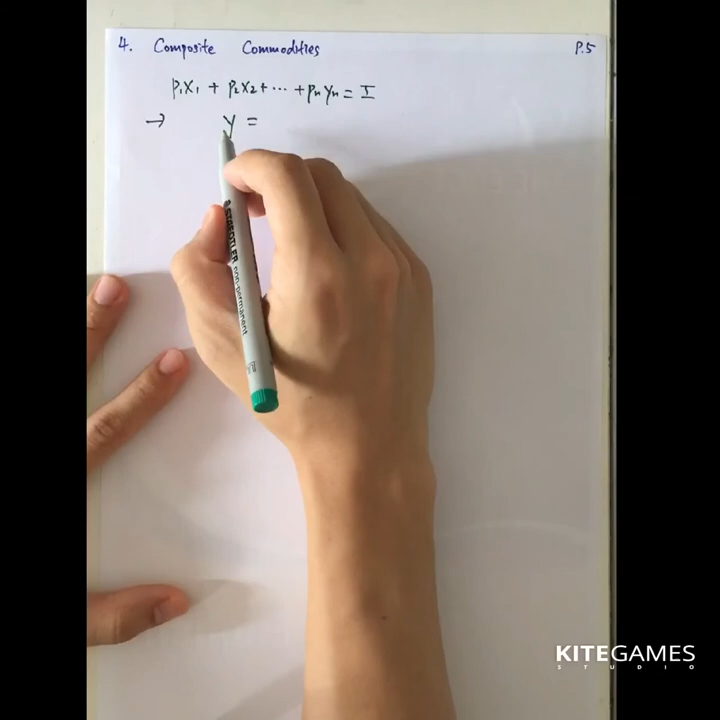 4. Composite Commodities P.5
p₁x₁ + p₂x₂ + ··· + pₙyₙ = I
→ y =
STAEDTLER non-permanent
KITEGAMES
STUDIO